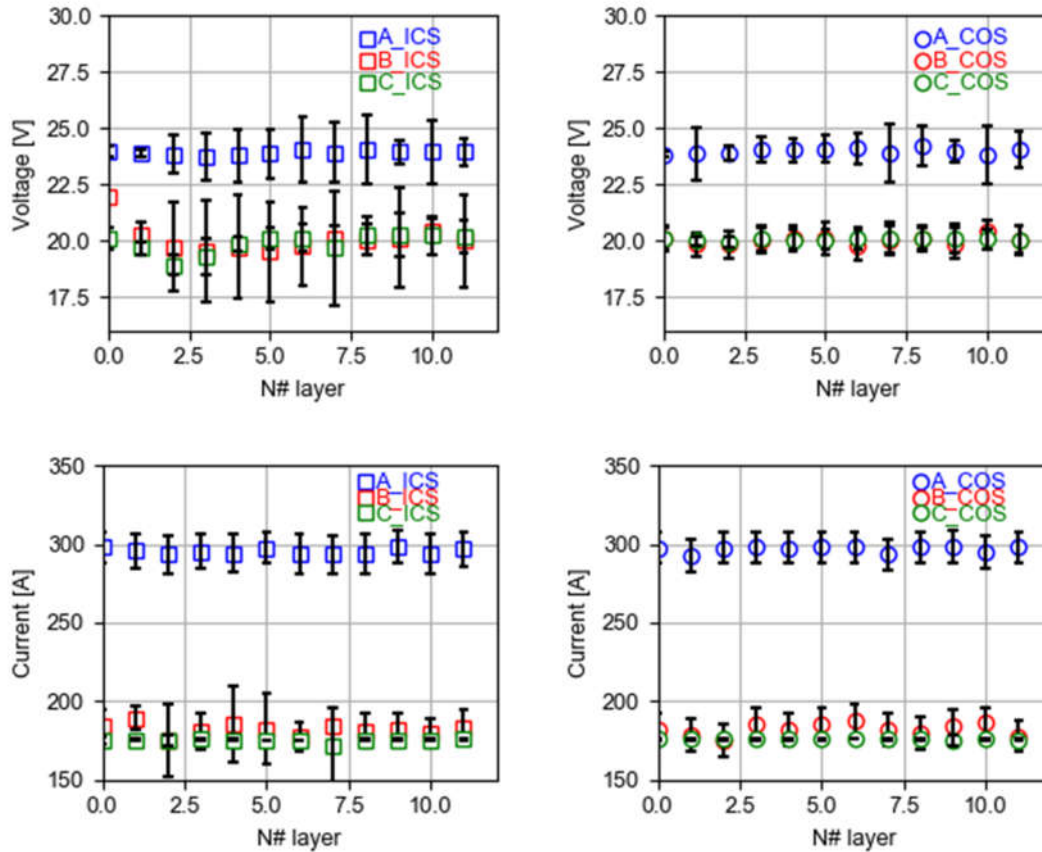 30.0
27.5
25.0
22.5
20.0
17.5
Voltage [V]
A_ICS
B_ICS
C_ICS
0.0 2.5 5.0 7.5 10.0
N# layer
30.0
27.5
25.0
22.5
20.0
17.5
Voltage [V]
A_COS
B_COS
C_COS
0.0 2.5 5.0 7.5 10.0
N# layer
350
300
250
200
150
Current [A]
A_ICS
B_ICS
C_ICS
0.0 2.5 5.0 7.5 10.0
N# layer
350
300
250
200
150
Current [A]
A_COS
B_COS
C_COS
0.0 2.5 5.0 7.5 10.0
N# layer